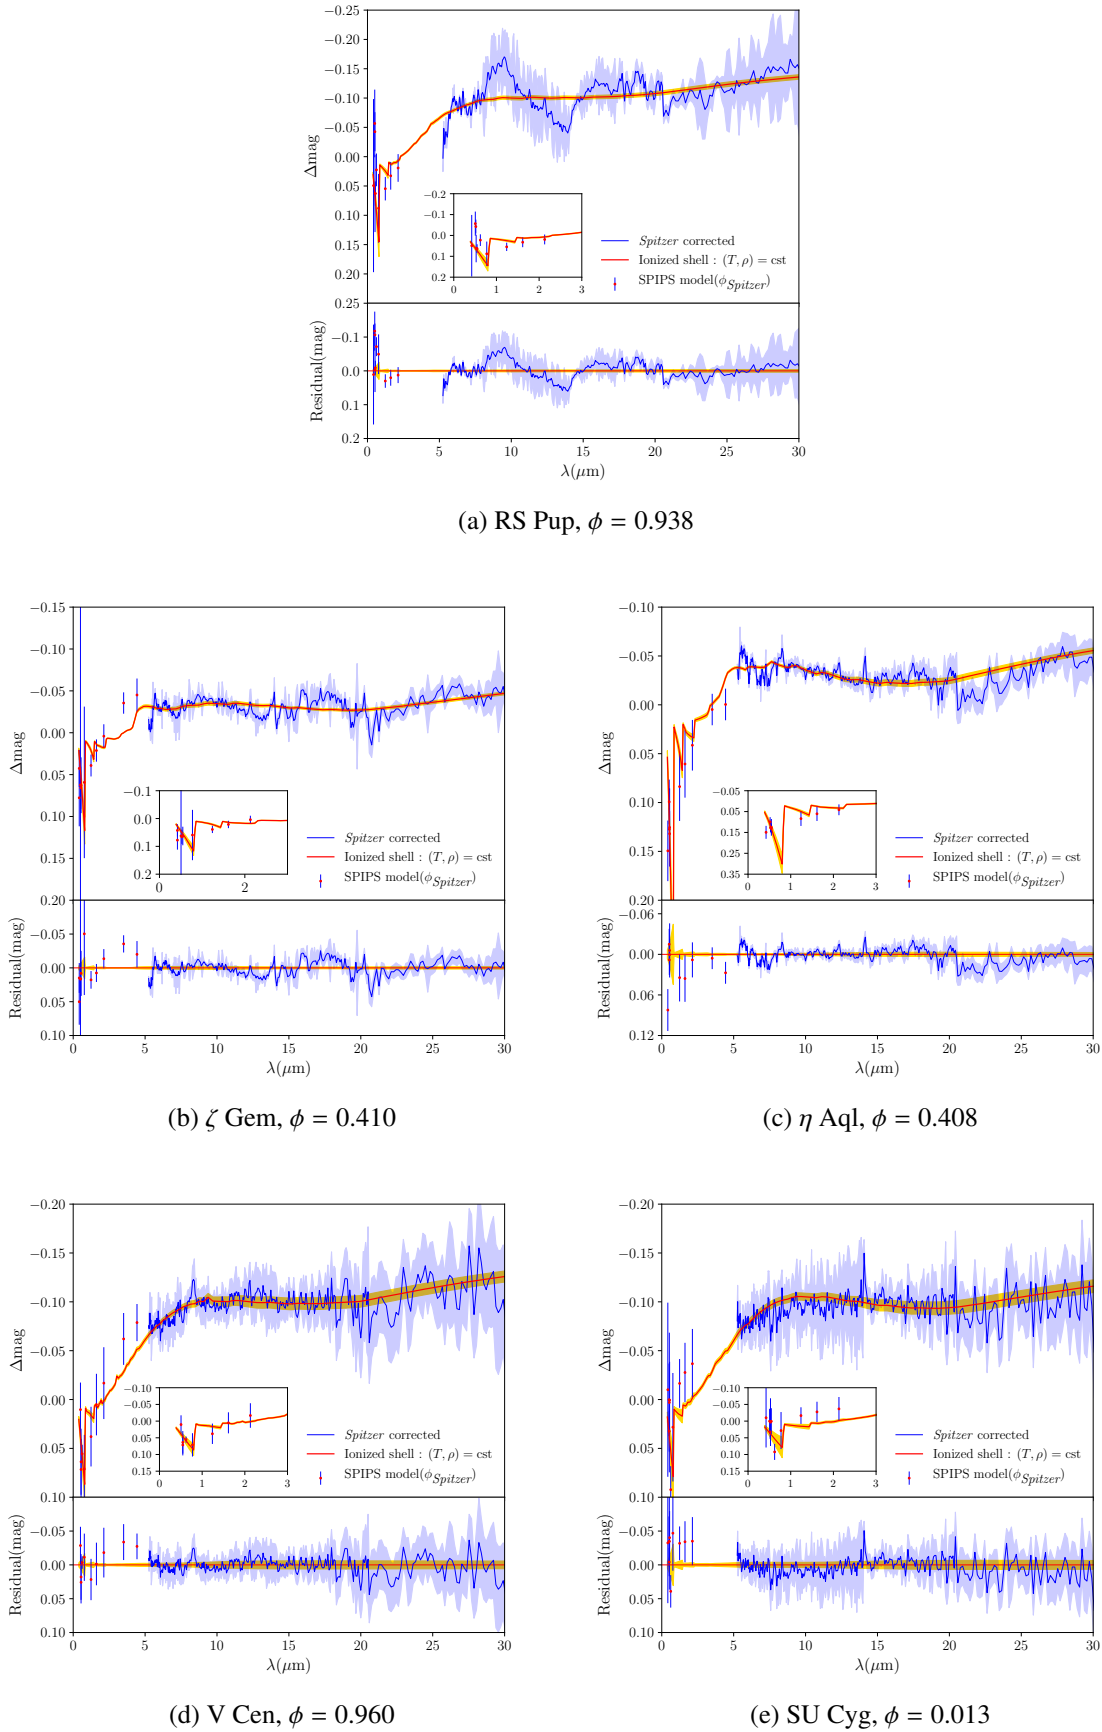 −0.25
−0.20
−0.15
−0.10
−0.05
0.00
0.05
0.10
0.15
0.20
0.25
Δmag
−0.2
−0.1
0.0
0.1
0.2
0 1 2 3
Spitzer corrected
Ionized shell : (T, ρ) = cst
SPIPS model(ϕSpitzer)
−0.1
0.0
0.1
0.2
Residual(mag)
0 5 10 15 20 25 30
λ(μm)
(a) RS Pup, ϕ = 0.938
−0.15
−0.10
−0.05
0.00
0.05
0.10
0.15
0.20
Δmag
−0.1
0.0
0.1
0.2
2
Spitzer corrected
Ionized shell : (T, ρ) = cst
SPIPS model(ϕSpitzer)
−0.05
0.00
0.05
0.10
Residual(mag)
0 5 10 15 20 25 30
λ(μm)
(b) ζ Gem, ϕ = 0.410
−0.10
−0.05
0.00
0.05
0.10
0.15
0.20
Δmag
−0.05
0.05
0.15
0.25
0.35
0 1 2 3
Spitzer corrected
Ionized shell : (T, ρ) = cst
SPIPS model(ϕSpitzer)
−0.06
0.00
0.06
0.12
Residual(mag)
0 5 10 15 20 25 30
λ(μm)
(c) η Aql, ϕ = 0.408
−0.20
−0.15
−0.10
−0.05
0.00
0.05
0.10
Δmag
−0.10
−0.05
0.00
0.05
0.10
0.15
0 1 2 3
Spitzer corrected
Ionized shell : (T, ρ) = cst
SPIPS model(ϕSpitzer)
−0.05
0.00
0.05
0.10
Residual(mag)
0 5 10 15 20 25 30
λ(μm)
(d) V Cen, ϕ = 0.960
−0.20
−0.15
−0.10
−0.05
0.00
0.05
0.10
Δmag
−0.10
−0.05
0.00
0.05
0.10
0.15
0 1 2 3
Spitzer corrected
Ionized shell : (T, ρ) = cst
SPIPS model(ϕSpitzer)
−0.05
0.00
0.05
0.10
Residual(mag)
0 5 10 15 20 25 30
λ(μm)
(e) SU Cyg, ϕ = 0.013